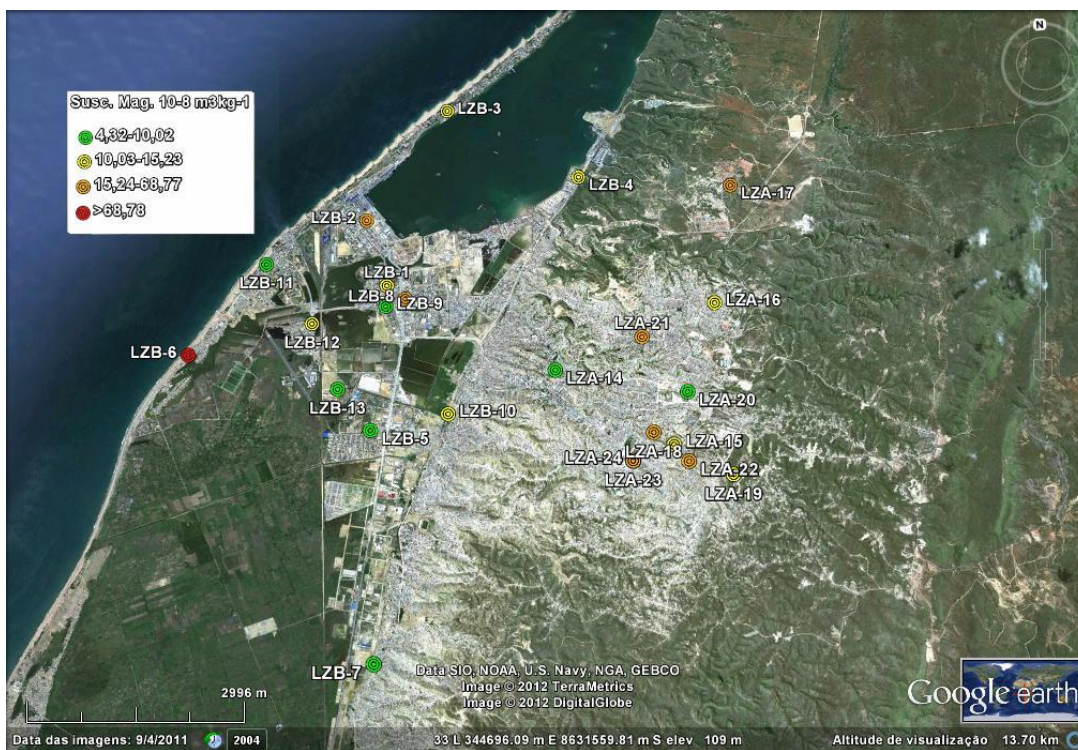 N
Susc. Mag. 10-8 m3kg-1
4,32-10,02
10,03-15,23
15,24-68,77
>68,78
LZB-3
LZB-4
LZA-17
LZB-2
LZB-11
LZB-1
LZB-8
LZB-9
LZA-16
LZB-12
LZA-21
LZB-6
LZA-14
LZB-13
LZA-20
LZB-10
LZB-5
LZA-15
LZA-18
LZA-24
LZA-22
LZA-23
LZA-19
LZB-7
Data SIO, NOAA, U.S. Navy, NGA, GEBCO
Image © 2012 TerraMetrics
Image © 2012 DigitalGlobe
2996 m
Google earth
Data das imagens: 9/4/2011
2004
33 L 344696.09 m E 8631559.81 m S elev 109 m
Altitude de visualização 13.70 km